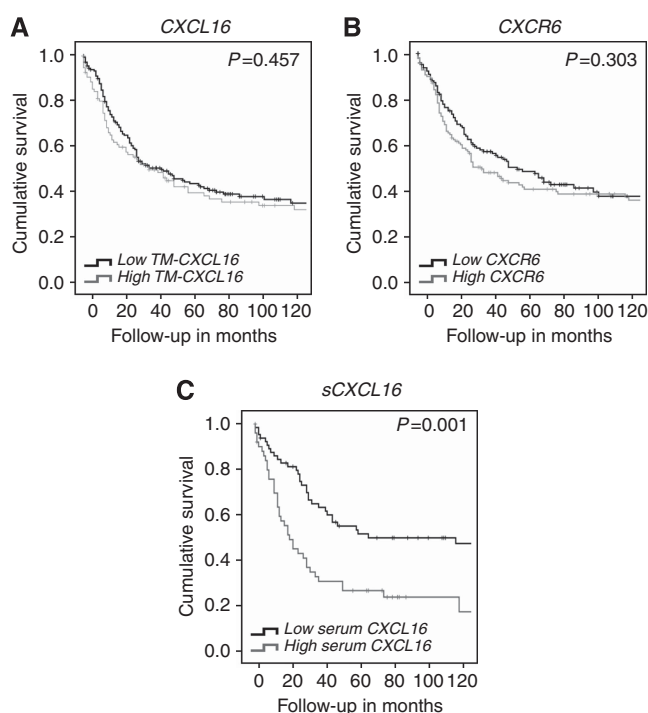 A
CXCL16
P=0.457
Cumulative survival
1.0
0.8
0.6
0.4
0.2
0.0
Low TM-CXCL16
High TM-CXCL16
0 20 40 60 80 100 120
Follow-up in months
B
CXCR6
P=0.303
Cumulative survival
1.0
0.8
0.6
0.4
0.2
0.0
Low CXCR6
High CXCR6
0 20 40 60 80 100 120
Follow-up in months
C
sCXCL16
P=0.001
Cumulative survival
1.0
0.8
0.6
0.4
0.2
0.0
Low serum CXCL16
High serum CXCL16
0 20 40 60 80 100 120
Follow-up in months